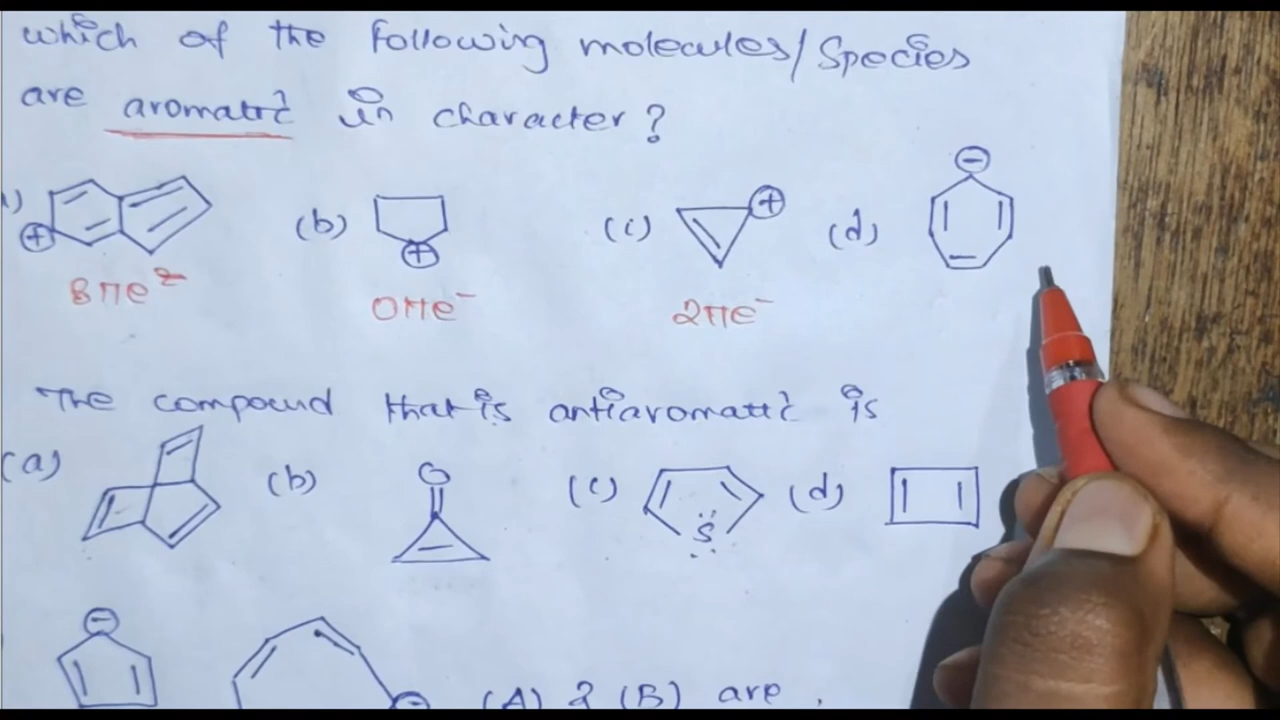 which of the following molecules/Species
are aromatic in character?
(b) (c) (d)
8πe⁻ 0πe⁻ 2πe⁻
The compound that is antiaromatic is
(a) (b) (c) (d)
O
S
(A) & (B) are